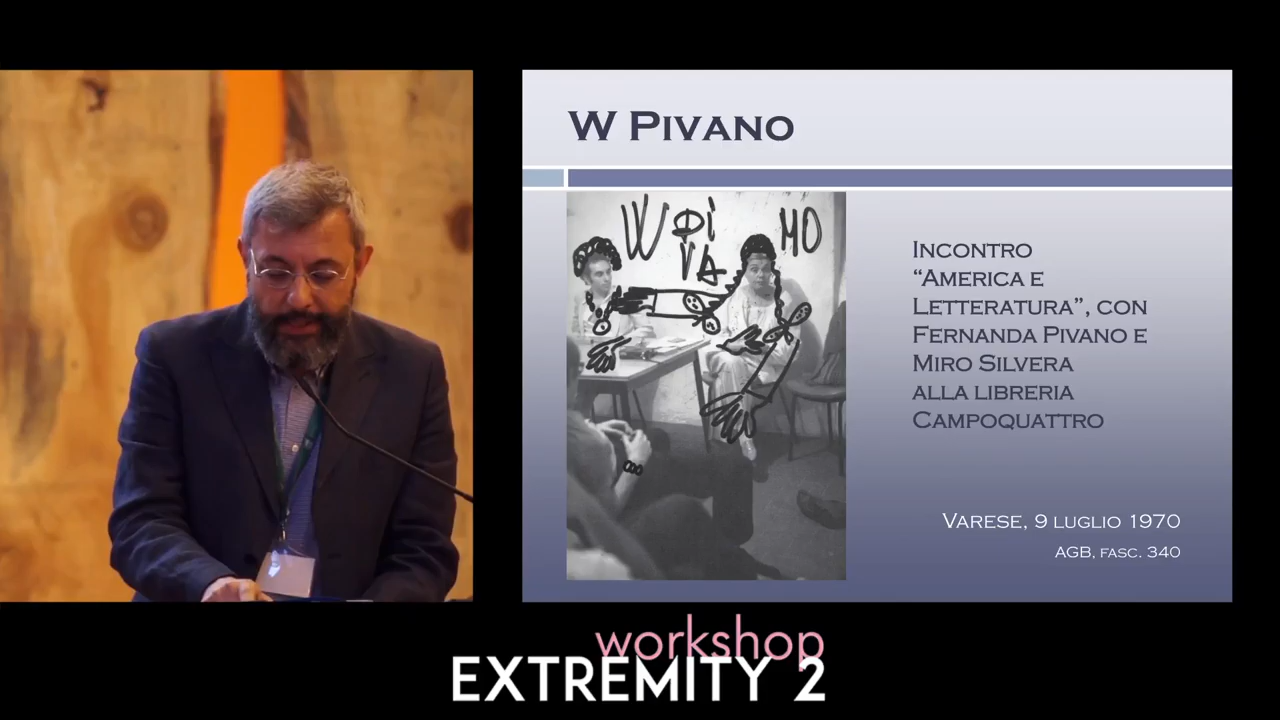 W PIVANO
W PI
VA
NO
INCONTRO
“AMERICA E
LETTERATURA”, CON
FERNANDA PIVANO E
MIRO SILVERA
ALLA LIBRERIA
CAMPOQUATTRO
VARESE, 9 LUGLIO 1970
AGB, FASC. 340
workshop
EXTREMITY 2